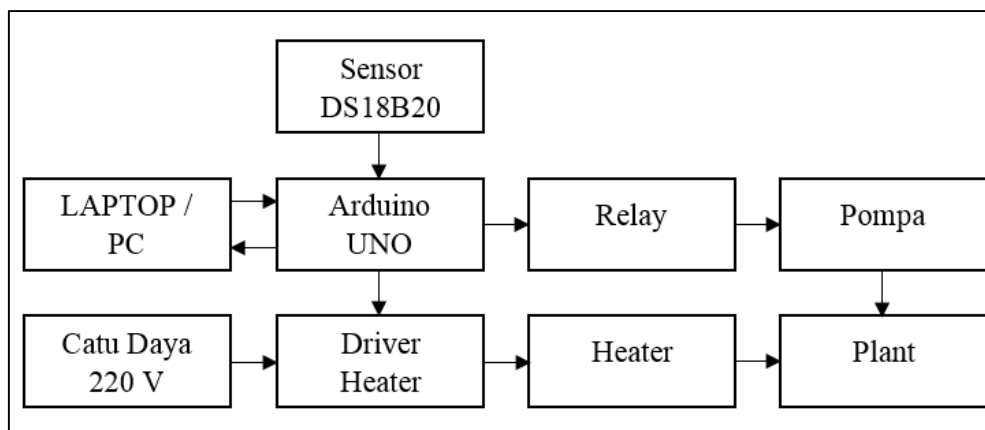 Sensor
DS18B20
LAPTOP /
PC
Arduino
UNO
Relay
Pompa
Catu Daya
220 V
Driver
Heater
Heater
Plant